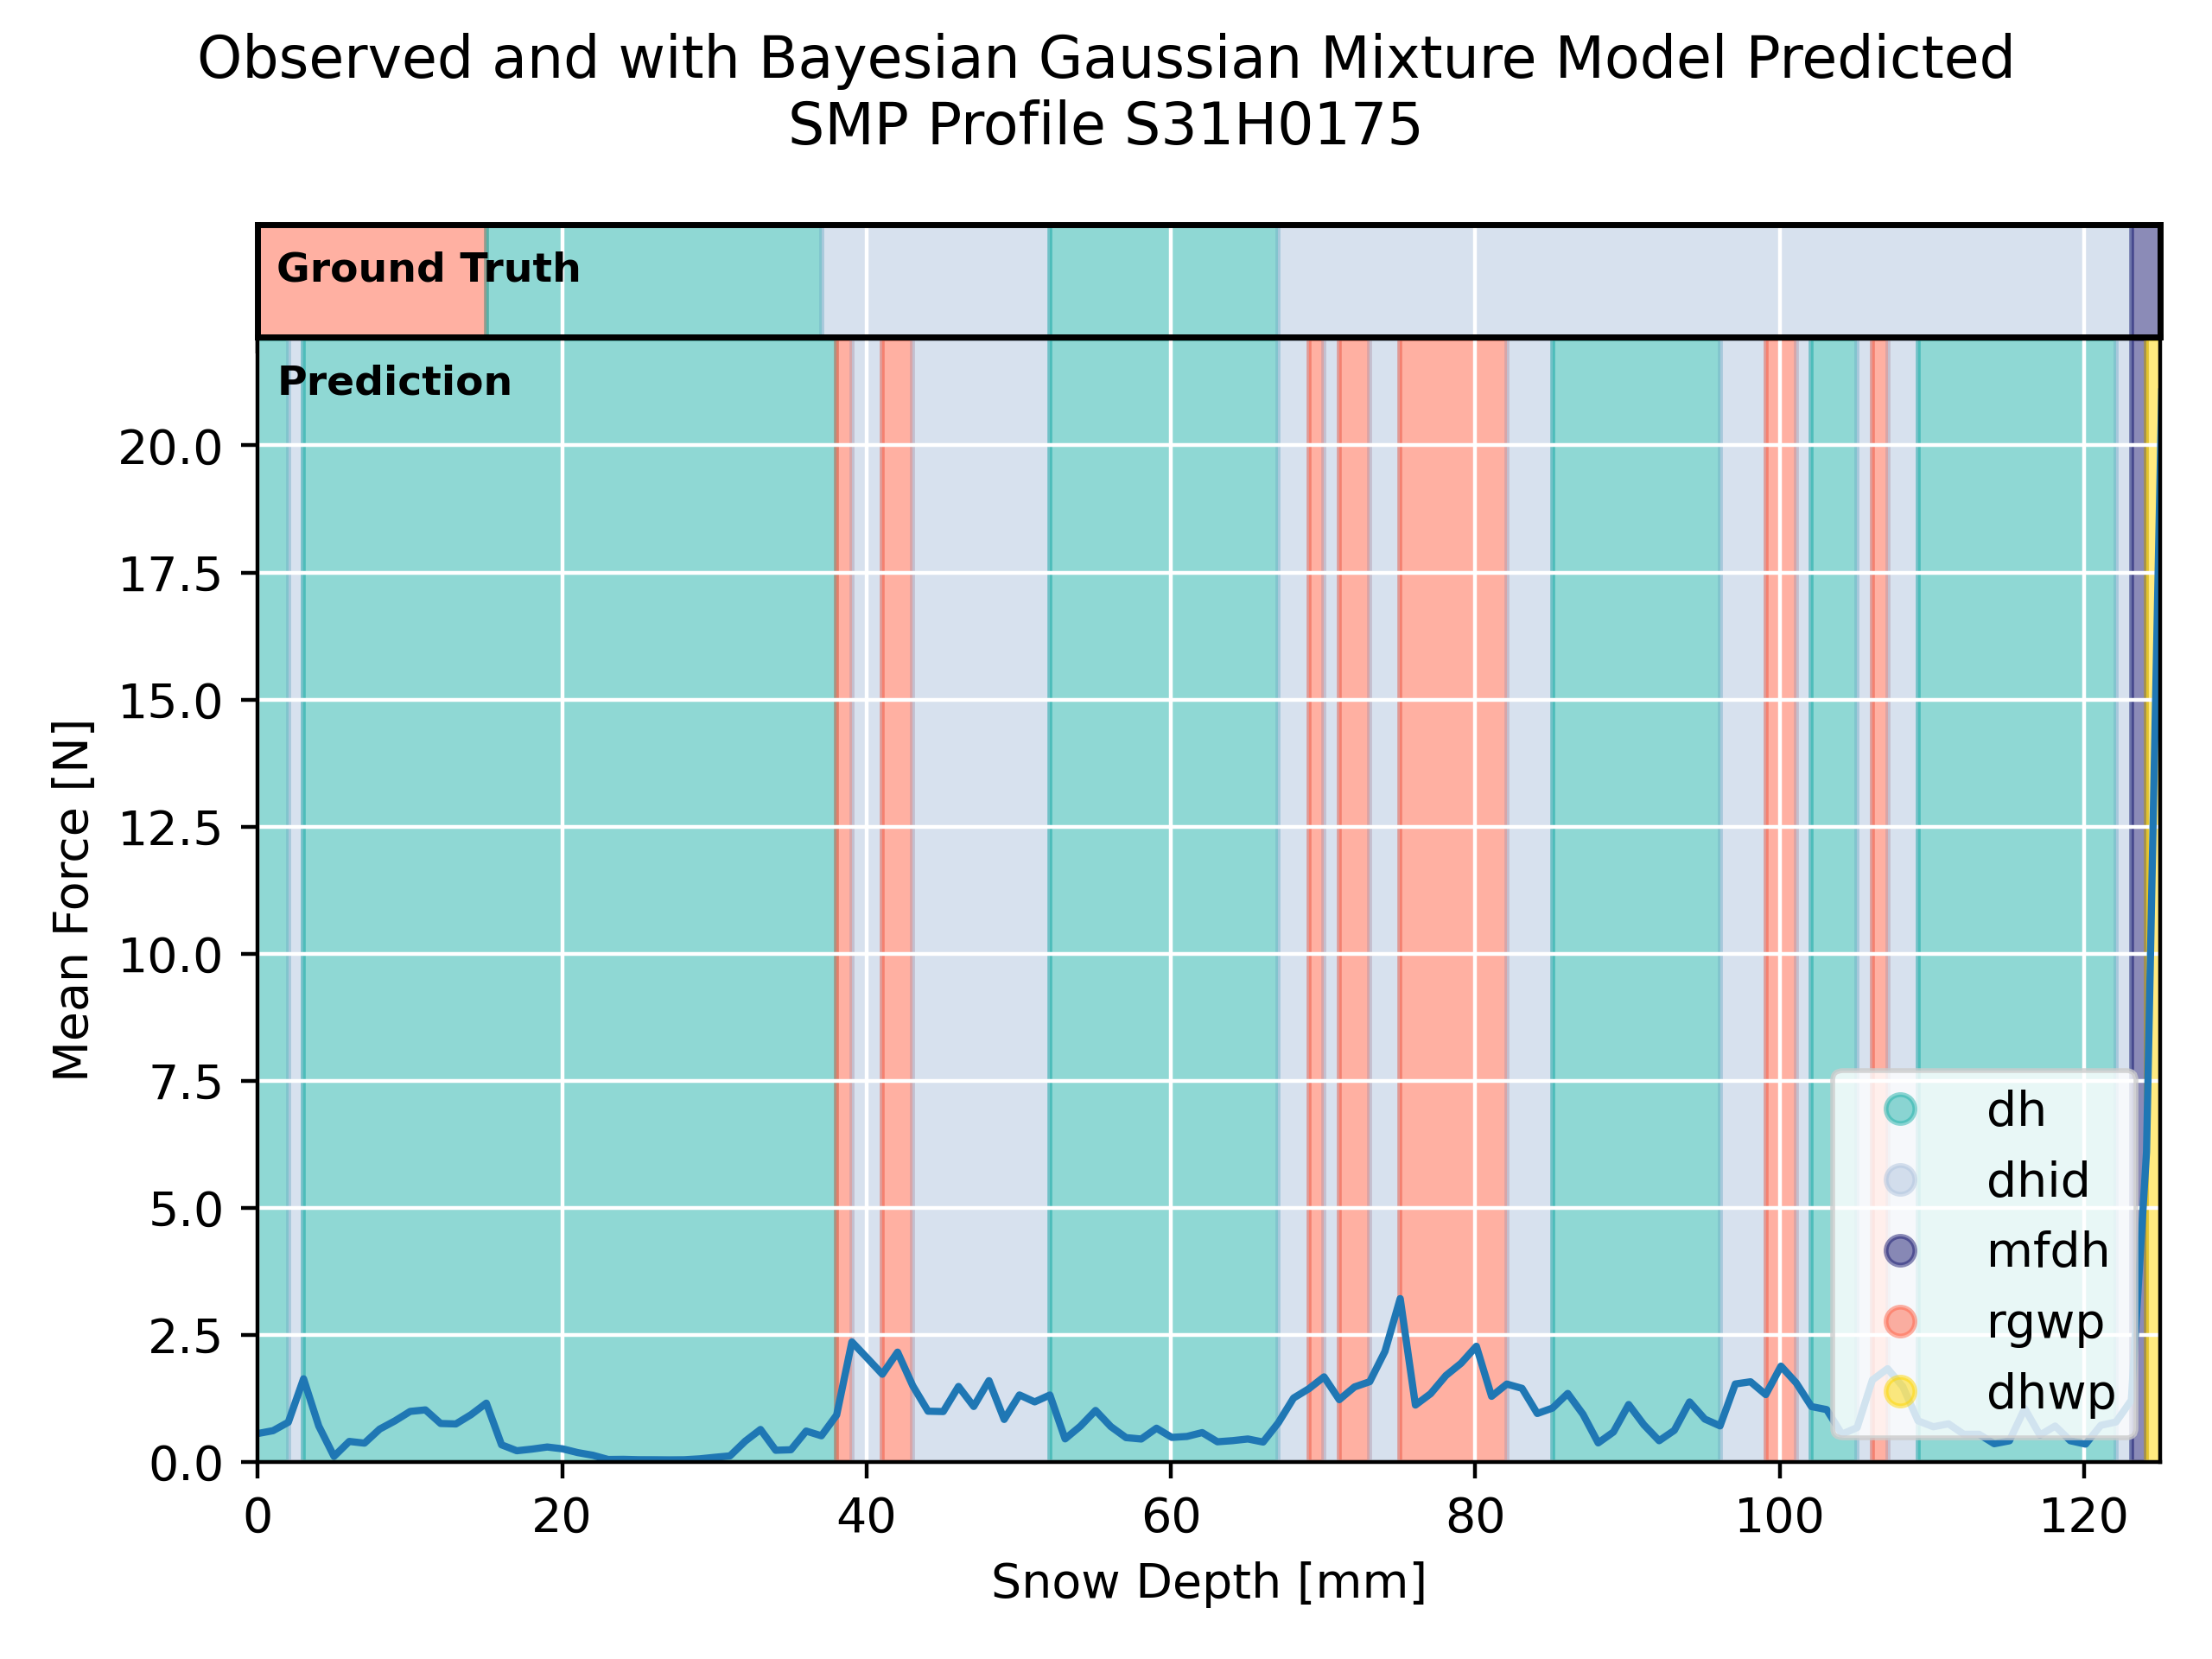 Observed and with Bayesian Gaussian Mixture Model Predicted
SMP Profile S31H0175
Ground Truth
Prediction
20.0
17.5
15.0
12.5
10.0
7.5
5.0
2.5
0.0
Mean Force [N]
dh
dhid
mfdh
rgwp
dhwp
0 20 40 60 80 100 120
Snow Depth [mm]